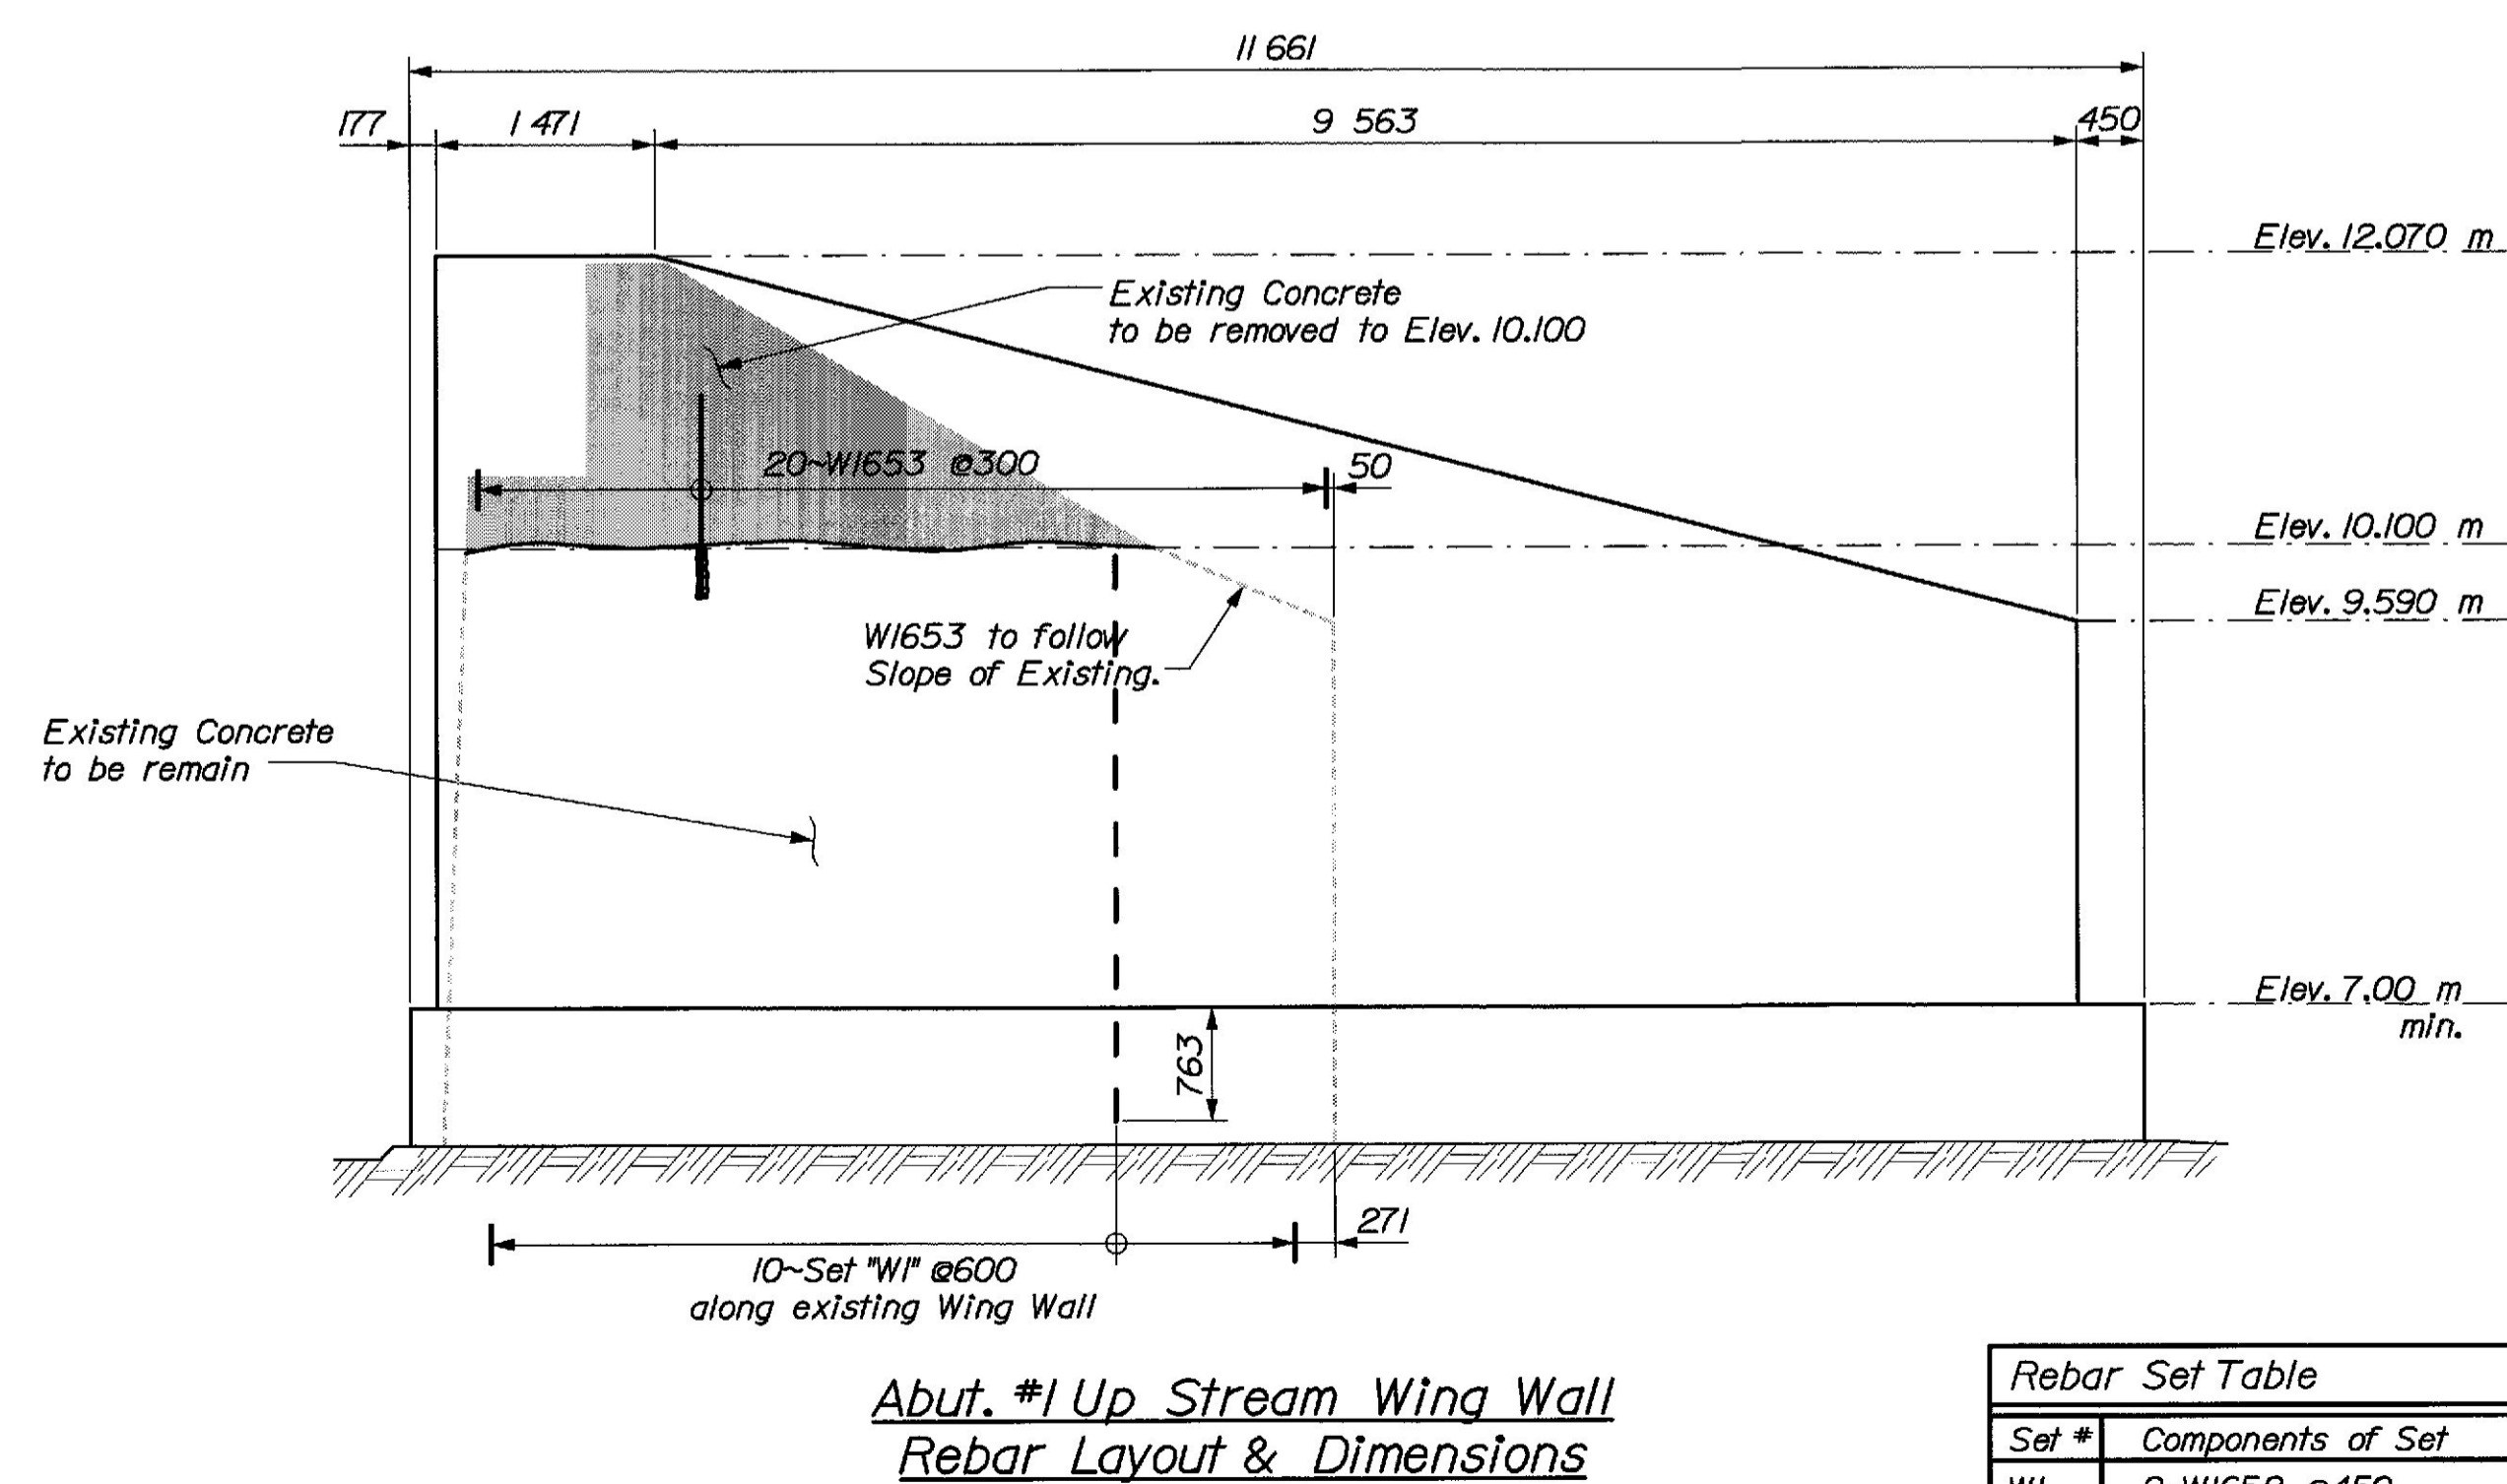 11 661
177
1 471
9 563
450
Elev. 12.070 m
Existing Concrete
to be removed to Elev. 10.100
20~W1653 @300
50
Elev. 10.100 m
Elev. 9.590 m
W1653 to follow
Slope of Existing.
Existing Concrete
to be remain
Elev. 7.00 m
min.
763
271
10~Set "W1" @600
along existing Wing Wall
Abut. #1 Up Stream Wing Wall
Rebar Layout & Dimensions
Rebar Set Table
Set # Components of Set